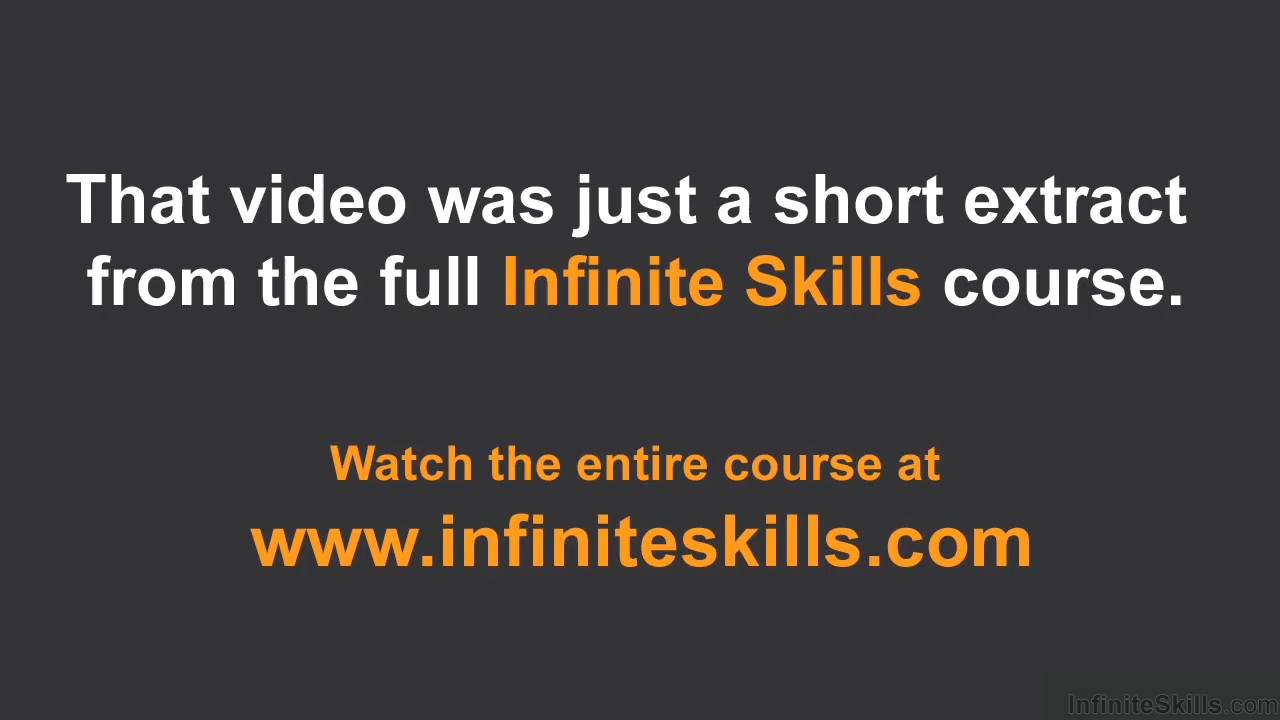 That video was just a short extract
from the full Infinite Skills course.
Watch the entire course at
www.infiniteskills.com
InfiniteSkills.com